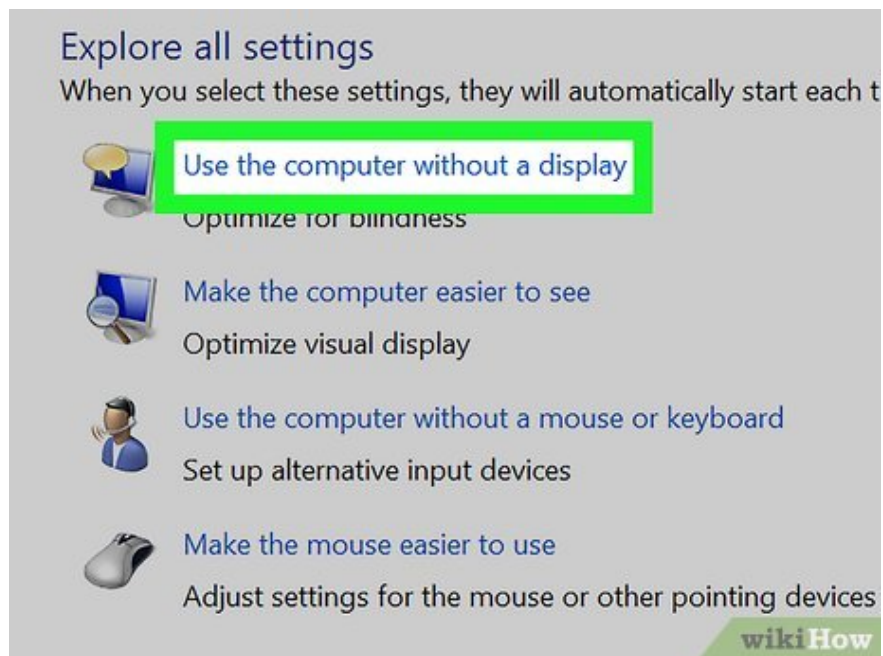 Explore all settings
When you select these settings, they will automatically start each t
Use the computer without a display
Optimize for blindness
Make the computer easier to see
Optimize visual display
Use the computer without a mouse or keyboard
Set up alternative input devices
Make the mouse easier to use
Adjust settings for the mouse or other pointing devices
wikiHow